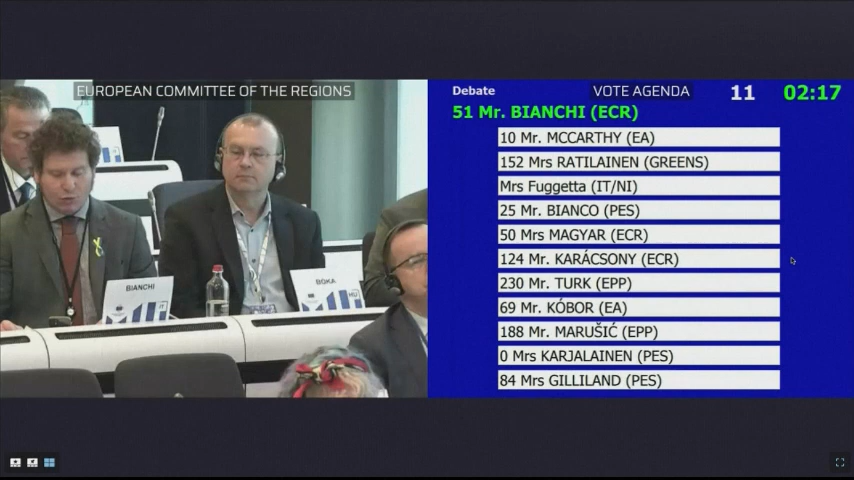 EUROPEAN COMMITTEE OF THE REGIONS
BIANCHI
IT
BÓKA
HU
Debate
VOTE AGENDA
11
02:17
51 Mr. BIANCHI (ECR)
10 Mr. MCCARTHY (EA)
152 Mrs RATILAINEN (GREENS)
Mrs Fuggetta (IT/NI)
25 Mr. BIANCO (PES)
50 Mrs MAGYAR (ECR)
124 Mr. KARÁCSONY (ECR)
230 Mr. TURK (EPP)
69 Mr. KÓBOR (EA)
188 Mr. MARUŠIĆ (EPP)
0 Mrs KARJALAINEN (PES)
84 Mrs GILLILAND (PES)